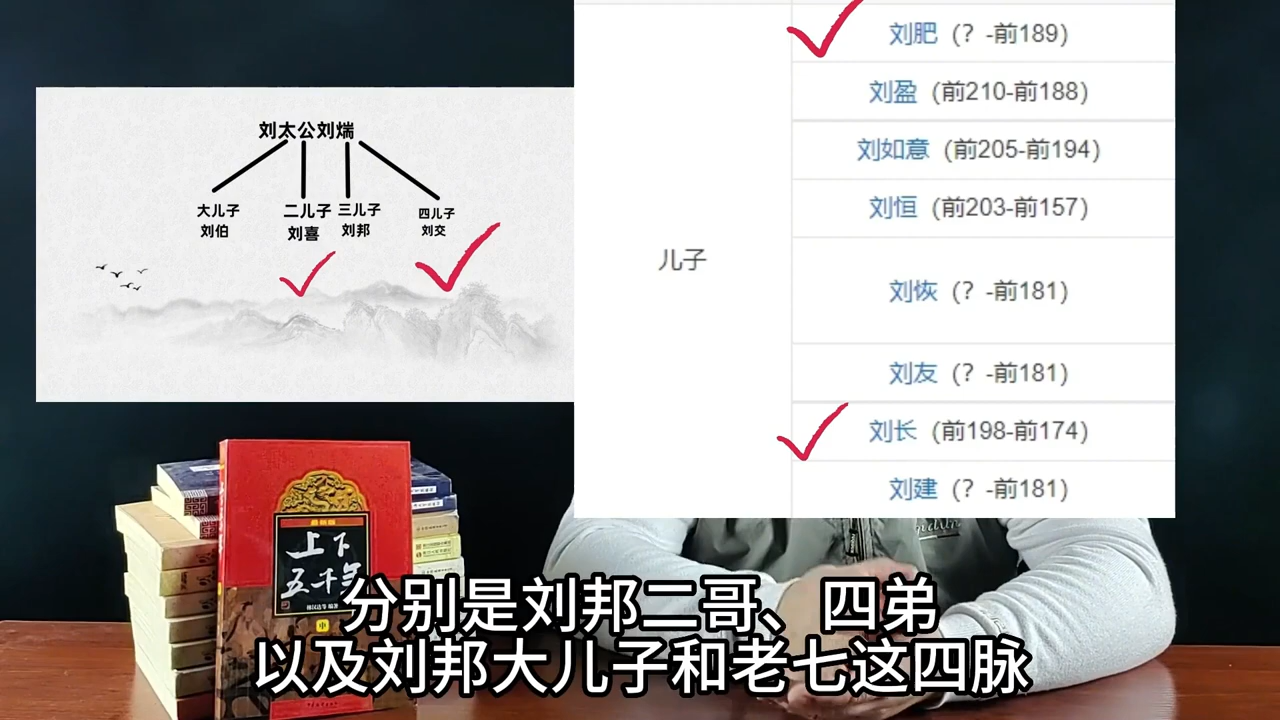 刘太公刘煓
大儿子
刘伯
二儿子
刘喜
三儿子
刘邦
四儿子
刘交
儿子
刘肥 (? -前189)
刘盈 (前210-前188)
刘如意 (前205-前194)
刘恒 (前203-前157)
刘恢 (? -前181)
刘友 (? -前181)
刘长 (前198-前174)
刘建 (? -前181)
最新版
上下
五千年
中
分别是刘邦二哥、四弟
以及刘邦大儿子和老七这四脉